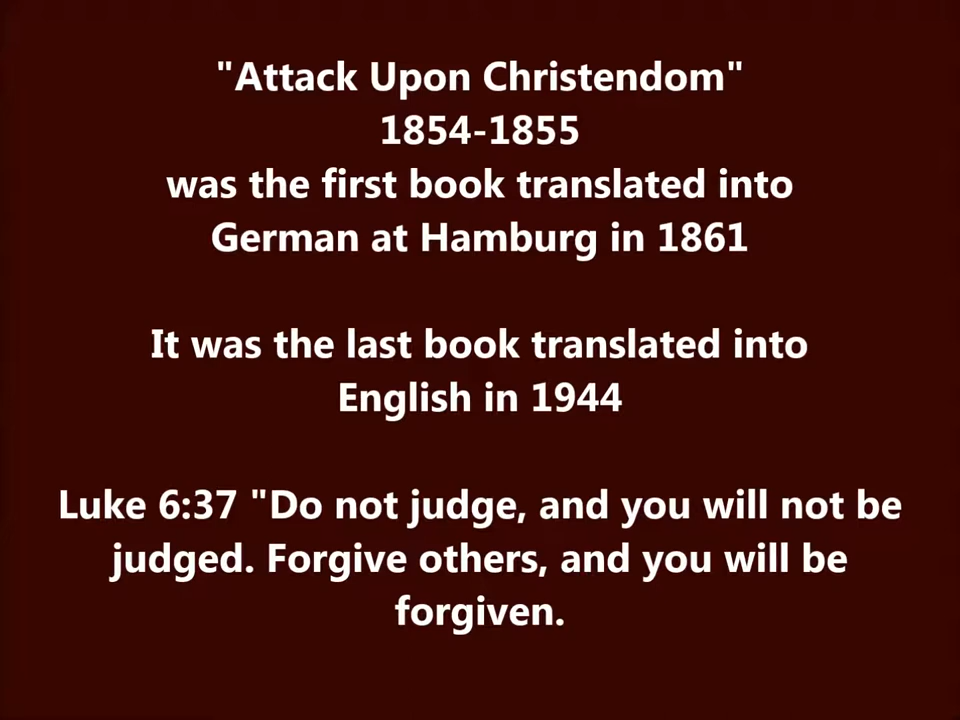 "Attack Upon Christendom"
1854-1855
was the first book translated into
German at Hamburg in 1861
It was the last book translated into
English in 1944
Luke 6:37 "Do not judge, and you will not be
judged. Forgive others, and you will be
forgiven.